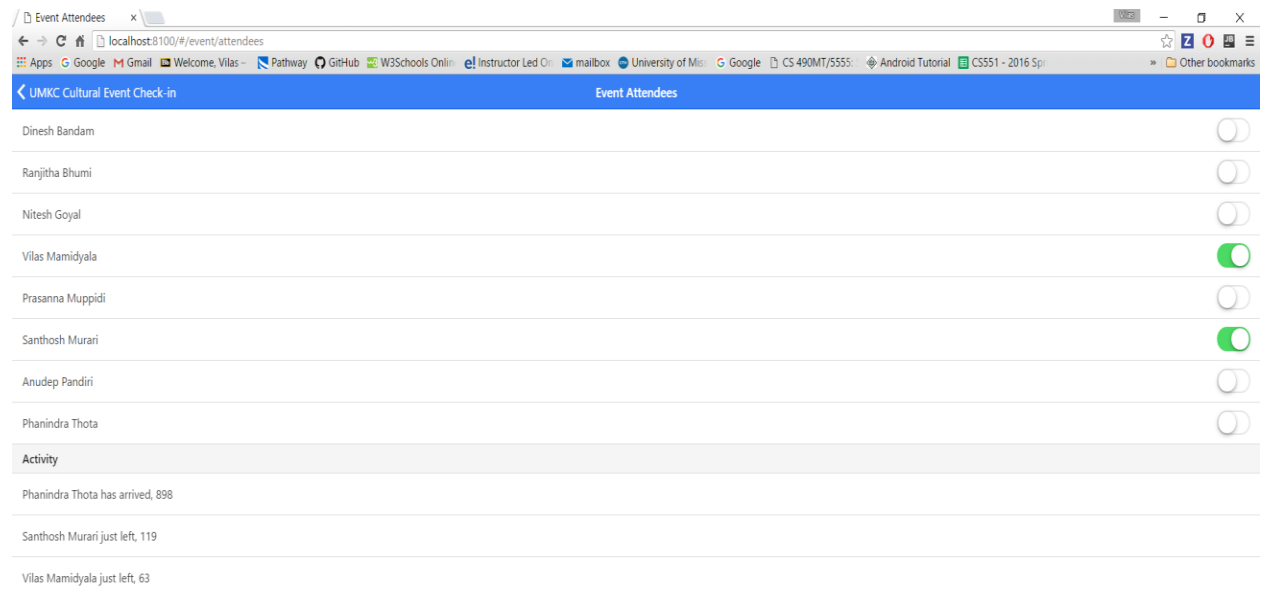 Event Attendees
Vilas
localhost:8100/#/event/attendees
Apps Google Gmail Welcome, Vilas – Pathway GitHub W3Schools Onlin Instructor Led On mailbox University of Miss Google CS 490MT/5555: Android Tutorial CS551 - 2016 Spr » Other bookmarks
UMKC Cultural Event Check-in Event Attendees
Dinesh Bandam
Ranjitha Bhumi
Nitesh Goyal
Vilas Mamidyala
Prasanna Muppidi
Santhosh Murari
Anudep Pandiri
Phanindra Thota
Activity
Phanindra Thota has arrived, 898
Santhosh Murari just left, 119
Vilas Mamidyala just left, 63